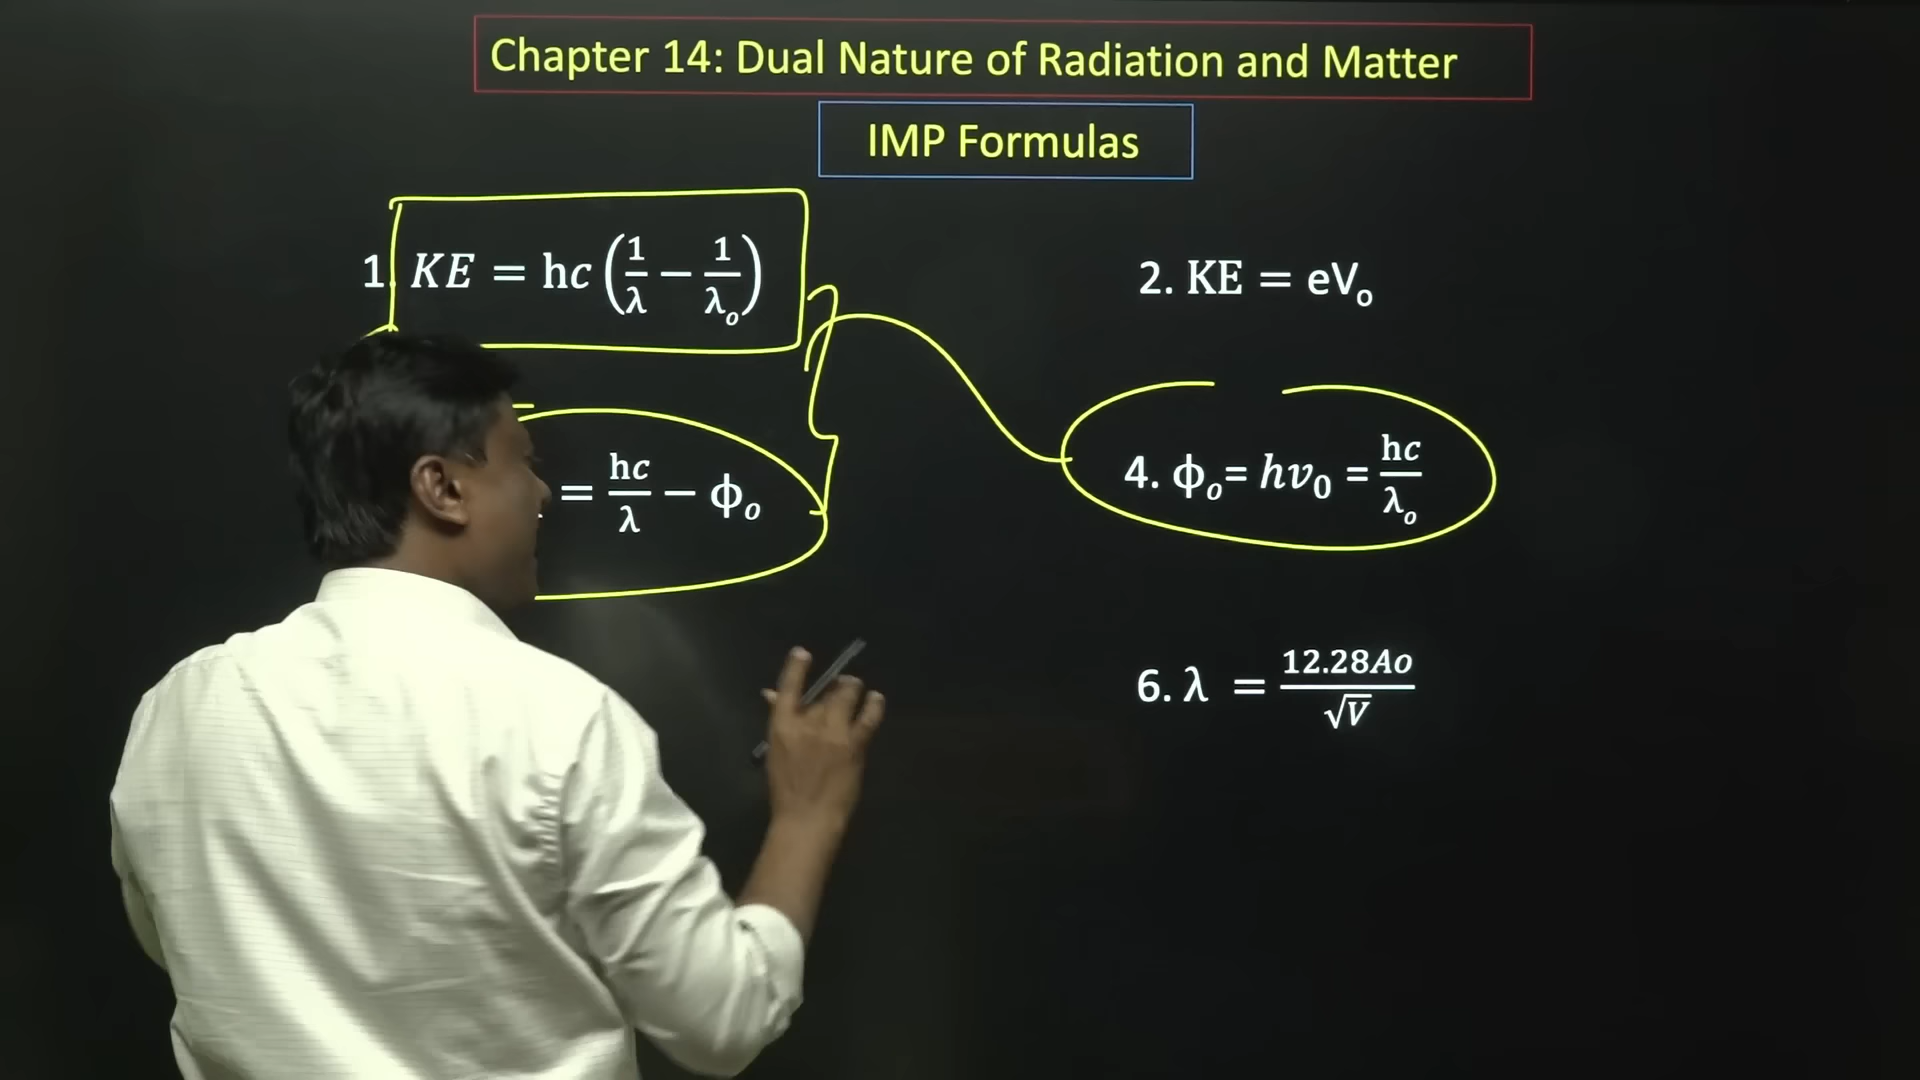 Chapter 14: Dual Nature of Radiation and Matter
IMP Formulas
1. KE = hc(1/λ − 1/λₒ)
2. KE = eVₒ
= hc/λ − ϕₒ
4. ϕₒ= hv₀ = hc/λₒ
6. λ = 12.28Ao/√V